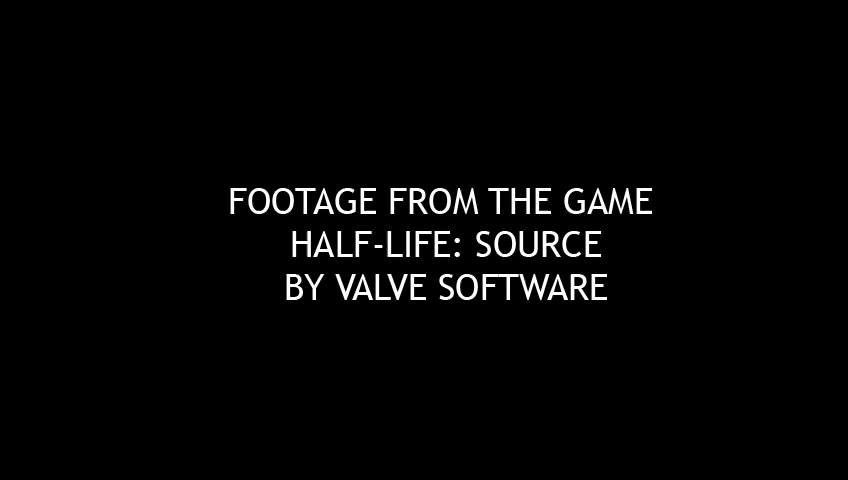 FOOTAGE FROM THE GAME
HALF-LIFE: SOURCE
BY VALVE SOFTWARE